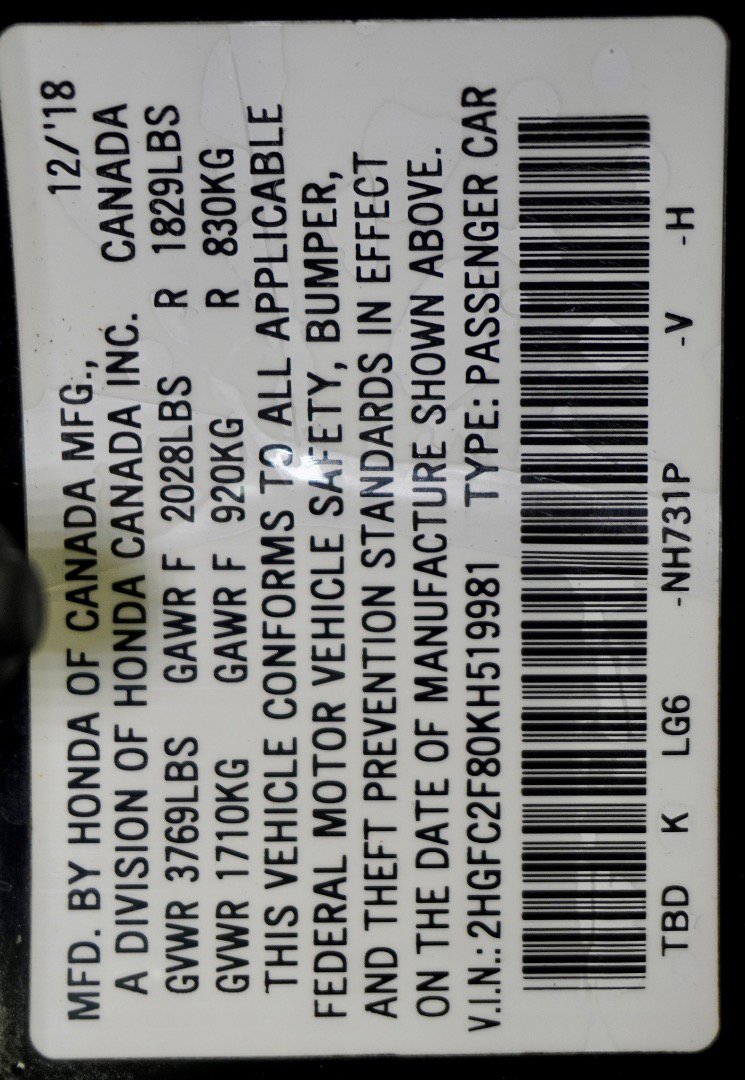 MFD. BY HONDA OF CANADA MFG., 12/'18
A DIVISION OF HONDA CANADA INC. CANADA
GVWR 3769LBS GAWR F 2028LBS R 1829LBS
GVWR 1710KG GAWR F 920KG R 830KG
THIS VEHICLE CONFORMS TO ALL APPLICABLE
FEDERAL MOTOR VEHICLE SAFETY, BUMPER,
AND THEFT PREVENTION STANDARDS IN EFFECT
ON THE DATE OF MANUFACTURE SHOWN ABOVE.
V.I.N.: 2HGFC2F80KH519981 TYPE: PASSENGER CAR
TBD K LG6 -NH731P -V -H